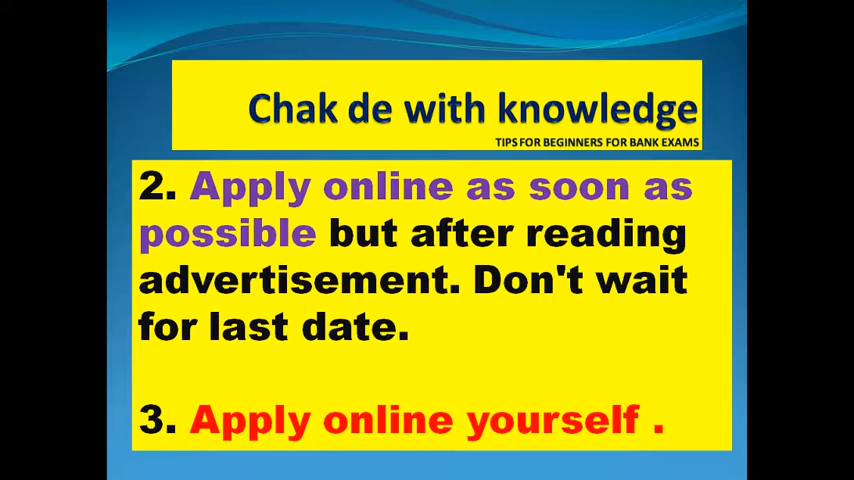 Chak de with knowledge
TIPS FOR BEGINNERS FOR BANK EXAMS
2. Apply online as soon as
possible but after reading
advertisement. Don't wait
for last date.
3. Apply online yourself .